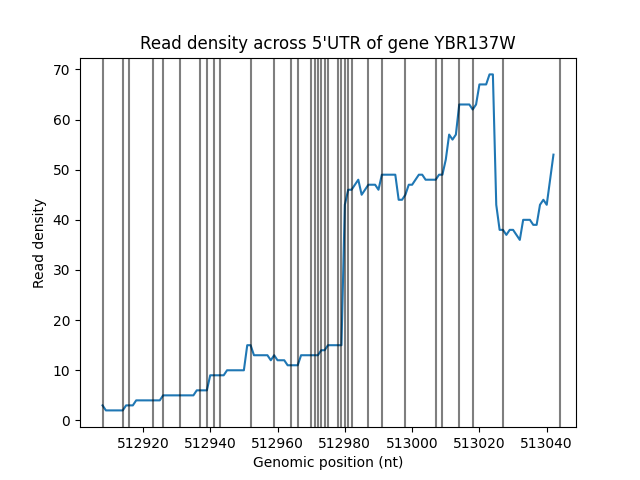 Read density across 5'UTR of gene YBR137W
70
60
50
40
30
20
10
0
Read density
512920 512940 512960 512980 513000 513020 513040
Genomic position (nt)